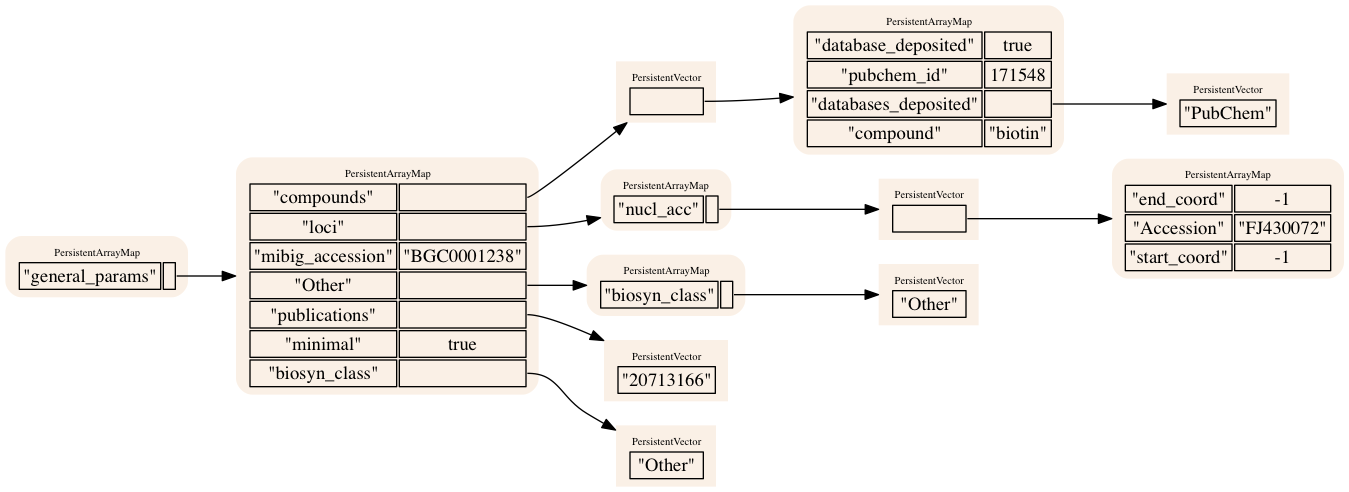 PersistentArrayMap
"general_params"
PersistentArrayMap
"compounds"
"loci"
"mibig_accession" "BGC0001238"
"Other"
"publications"
"minimal" true
"biosyn_class"
PersistentVector
PersistentArrayMap
"database_deposited" true
"pubchem_id" 171548
"databases_deposited"
"compound" "biotin"
PersistentVector
"PubChem"
PersistentArrayMap
"nucl_acc"
PersistentVector
PersistentArrayMap
"end_coord" -1
"Accession" "FJ430072"
"start_coord" -1
PersistentArrayMap
"biosyn_class"
PersistentVector
"Other"
PersistentVector
"20713166"
PersistentVector
"Other"